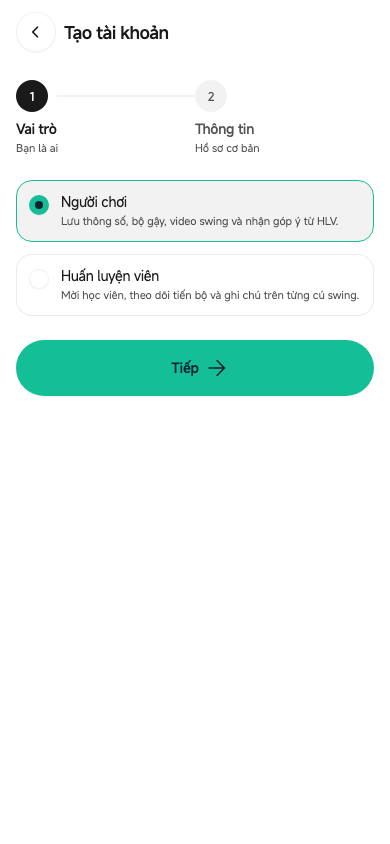 Tạo tài khoản
1
2
Vai trò
Thông tin
Bạn là ai
Hồ sơ cơ bản
Người chơi
Lưu thông số, bộ gậy, video swing và nhận góp ý từ HLV.
Huấn luyện viên
Mời học viên, theo dõi tiến bộ và ghi chú trên từng cú swing.
Tiếp